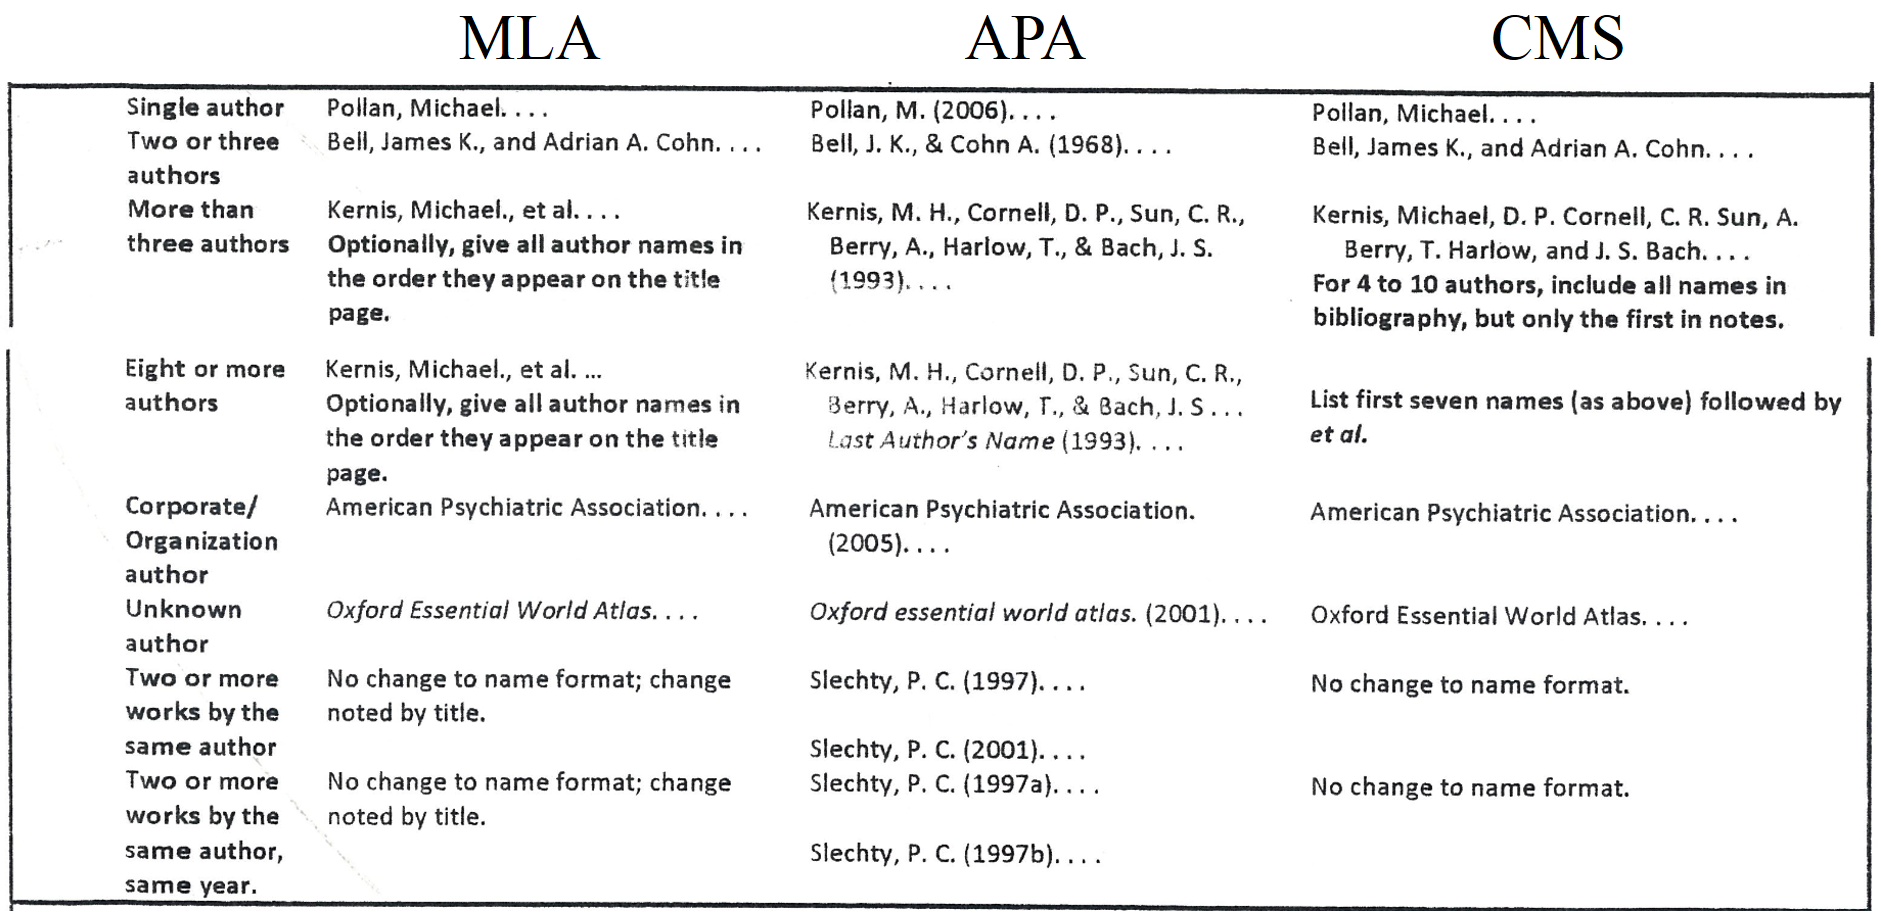 MLA APA CMS
Single author Pollan, Michael. . . . Pollan, M. (2006). . . . Pollan, Michael. . . .
Two or three Bell, James K., and Adrian A. Cohn. . . . Bell, J. K., & Cohn A. (1968). . . . Bell, James K., and Adrian A. Cohn. . . .
authors
More than Kernis, Michael., et al. . . . Kernis, M. H., Cornell, D. P., Sun, C. R., Kernis, Michael, D. P. Cornell, C. R. Sun, A.
three authors Optionally, give all author names in Berry, A., Harlow, T., & Bach, J. S. Berry, T. Harlow, and J. S. Bach. . . .
the order they appear on the title (1993). . . . For 4 to 10 authors, include all names in
page. bibliography, but only the first in notes.
Eight or more Kernis, Michael., et al. ... Kernis, M. H., Cornell, D. P., Sun, C. R.,
authors Optionally, give all author names in Berry, A., Harlow, T., & Bach, J. S . . . List first seven names (as above) followed by
the order they appear on the title Last Author's Name (1993). . . . et al.
page.
Corporate/ American Psychiatric Association. . . . American Psychiatric Association. American Psychiatric Association. . . .
Organization (2005). . . .
author
Unknown Oxford Essential World Atlas. . . . Oxford essential world atlas. (2001). . . . Oxford Essential World Atlas. . . .
author
Two or more No change to name format; change Slechty, P. C. (1997). . . . No change to name format.
works by the noted by title.
same author Slechty, P. C. (2001). . . .
Two or more No change to name format; change Slechty, P. C. (1997a). . . . No change to name format.
works by the noted by title.
same author, Slechty, P. C. (1997b). . . .
same year.